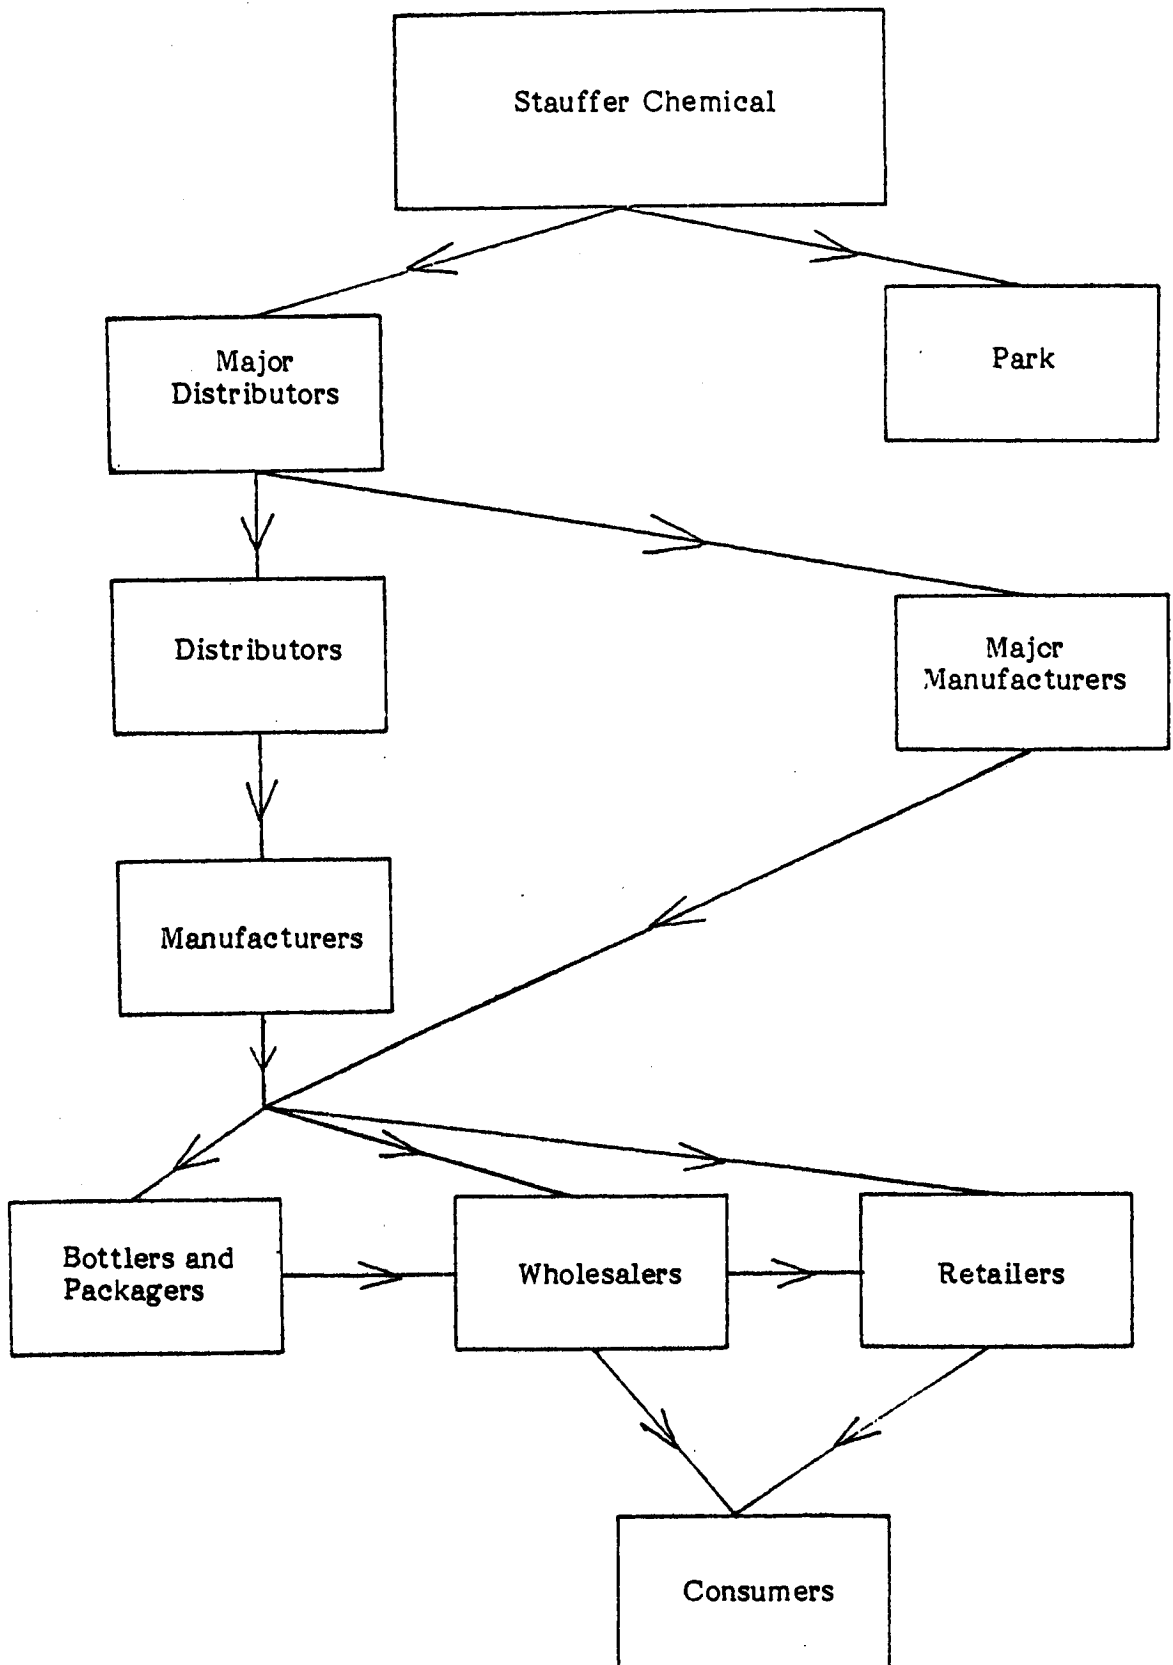 Stauffer Chemical
Major
Distributors
Park
Distributors
Major
Manufacturers
Manufacturers
Bottlers and
Packagers
Wholesalers
Retailers
Consumers